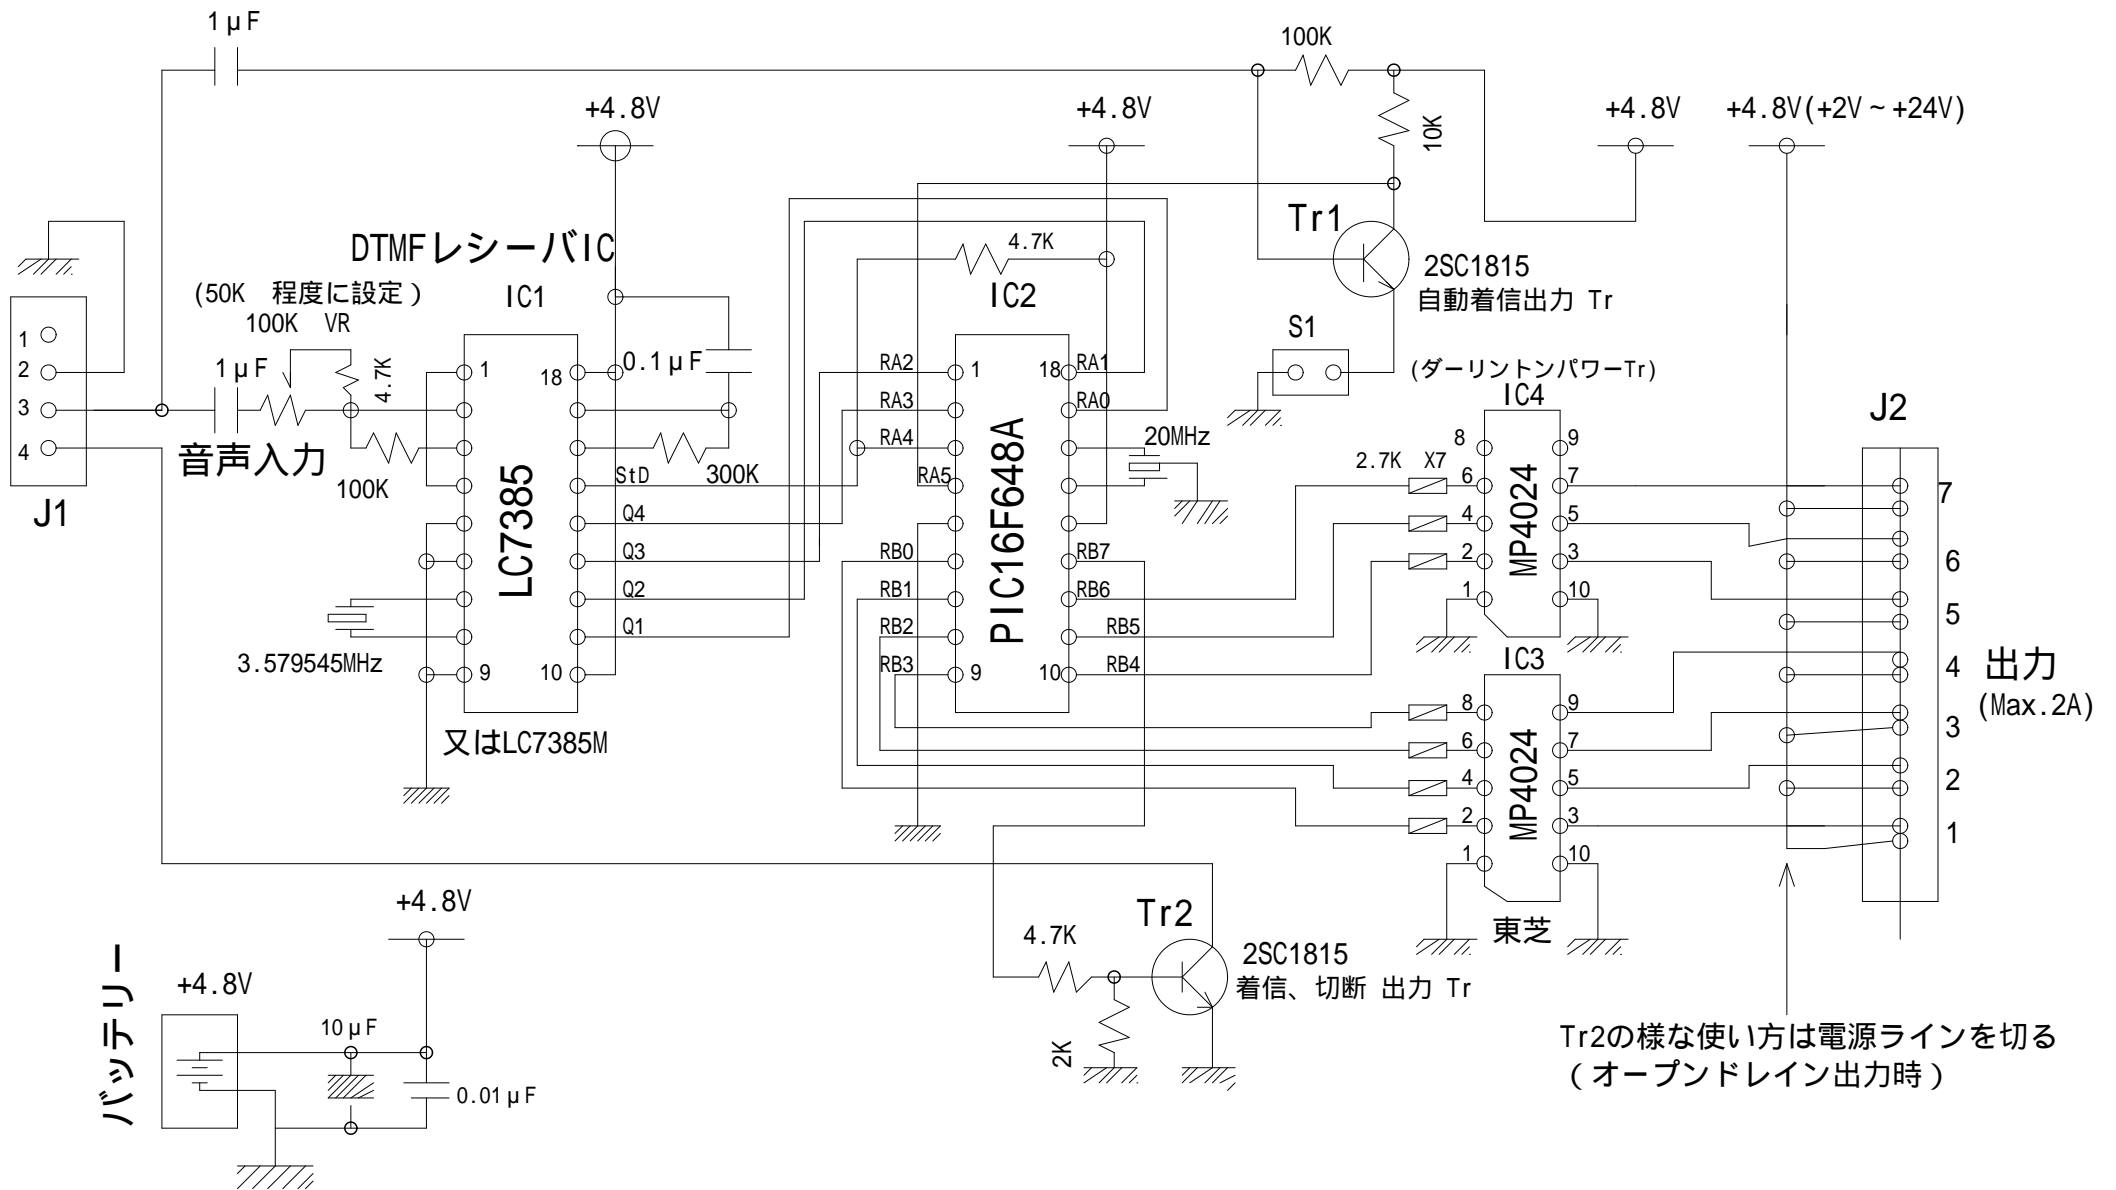 1μF
100K
+4.8V
+4.8V
10K
+4.8V
+4.8V(+2V~+24V)
Tr1
2SC1815
自動着信出力 Tr
DTMFレシーバIC
IC1
(50K 程度に設定)
100K VR
4.7K
1μF
音声入力
100K
1
2
3
4
J1
0.1μF
300K
1
18
LC7385
StD
Q4
Q3
Q2
Q1
9
10
3.579545MHz
又はLC7385M
4.7K
IC2
RA2
RA3
RA4
RA5
RB0
RB1
RB2
RB3
1
18
PIC16F648A
9
10
RA1
RA0
20MHz
RB7
RB6
RB5
RB4
S1
(ダーリントンパワーTr)
IC4
2.7K X7
8
6
4
2
1
MP4024
9
7
5
3
10
IC3
8
6
4
2
1
MP4024
9
7
5
3
10
東芝
J2
7
6
5
4
3
2
1
出力
(Max.2A)
Tr2
4.7K
2SC1815
着信、切断 出力 Tr
2K
Tr2の様な使い方は電源ラインを切る
(オープンドレイン出力時)
バッテリー
+4.8V
+4.8V
10μF
0.01μF